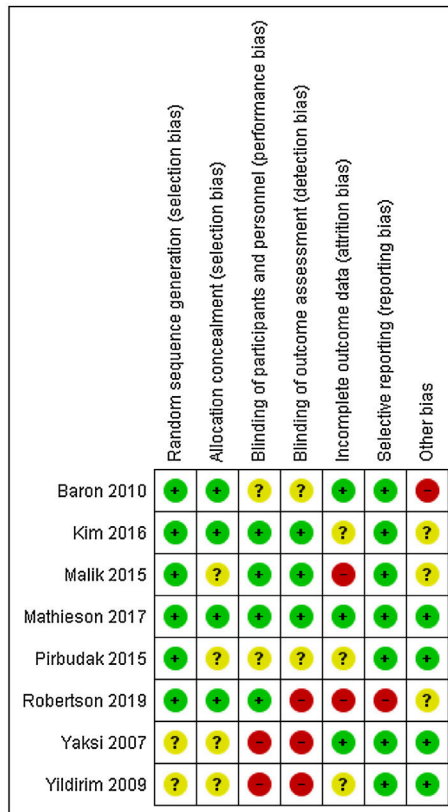 Random sequence generation (selection bias)
Allocation concealment (selection bias)
Blinding of participants and personnel (performance bias)
Blinding of outcome assessment (detection bias)
Incomplete outcome data (attrition bias)
Selective reporting (reporting bias)
Other bias
Baron 2010 + + ? ? + + -
Kim 2016 + + + + ? + ?
Malik 2015 + ? + + - + ?
Mathieson 2017 + + + + + + +
Pirbudak 2015 + ? ? ? ? + +
Robertson 2019 + + + - - - ?
Yaksi 2007 ? ? - - + + +
Yildirim 2009 ? ? - - ? + +